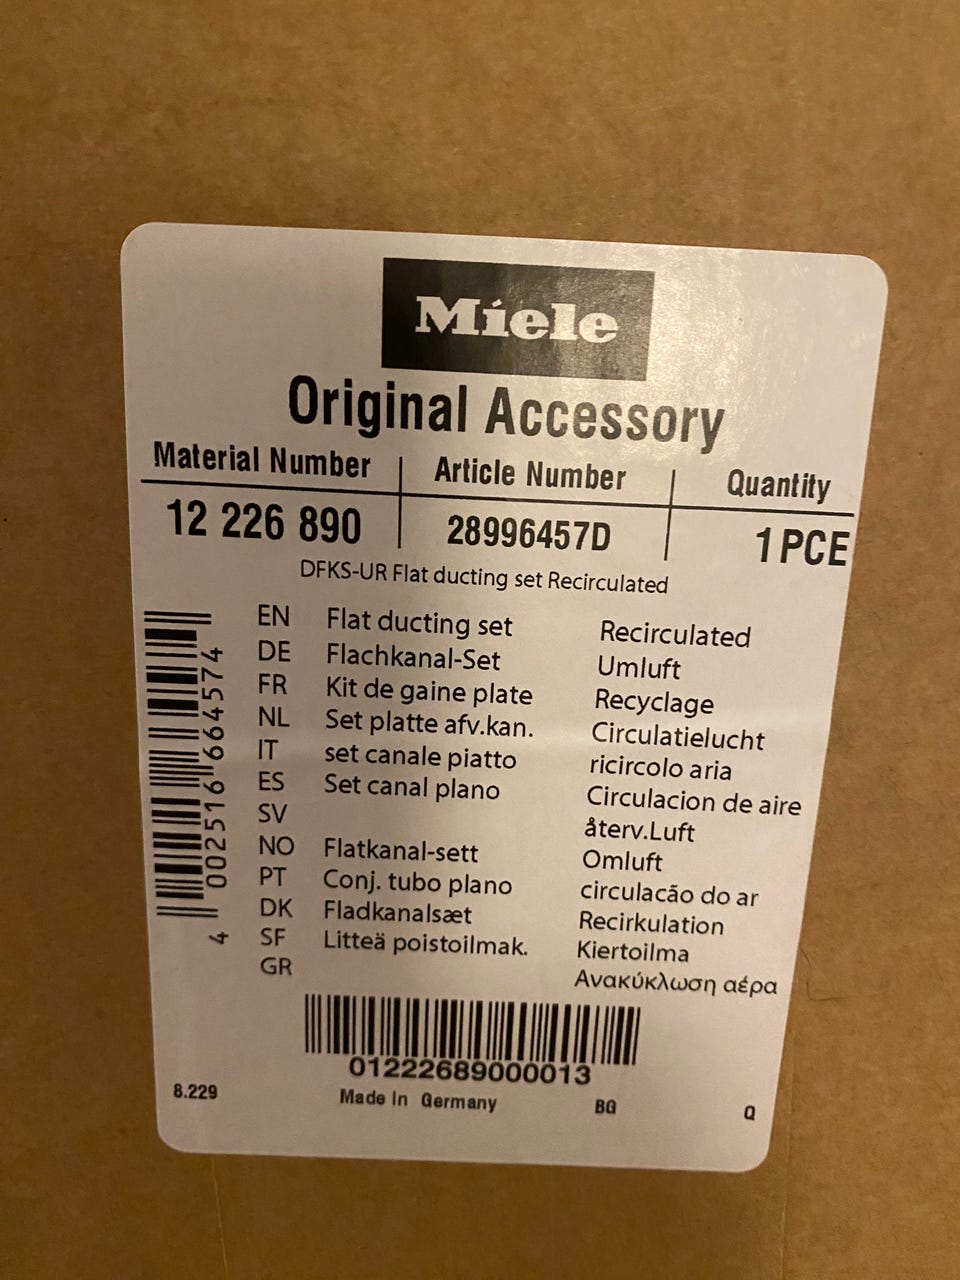 Miele
Original Accessory
Material Number Article Number Quantity
12 226 890 28996457D 1 PCE
DFKS-UR Flat ducting set Recirculated
EN Flat ducting set Recirculated
DE Flachkanal-Set Umluft
FR Kit de gaine plate Recyclage
NL Set platte afv.kan. Circulatielucht
IT set canale piatto ricircolo aria
ES Set canal plano Circulacion de aire
SV återv.Luft
NO Flatkanal-sett Omluft
PT Conj. tubo plano circulacão do ar
DK Fladkanalsæt Recirkulation
SF Litteä poistoilmak. Kiertoilma
GR Ανακύκλωση αέρα
4 002516 664574
01222689000013
8.229 Made In Germany BG Q